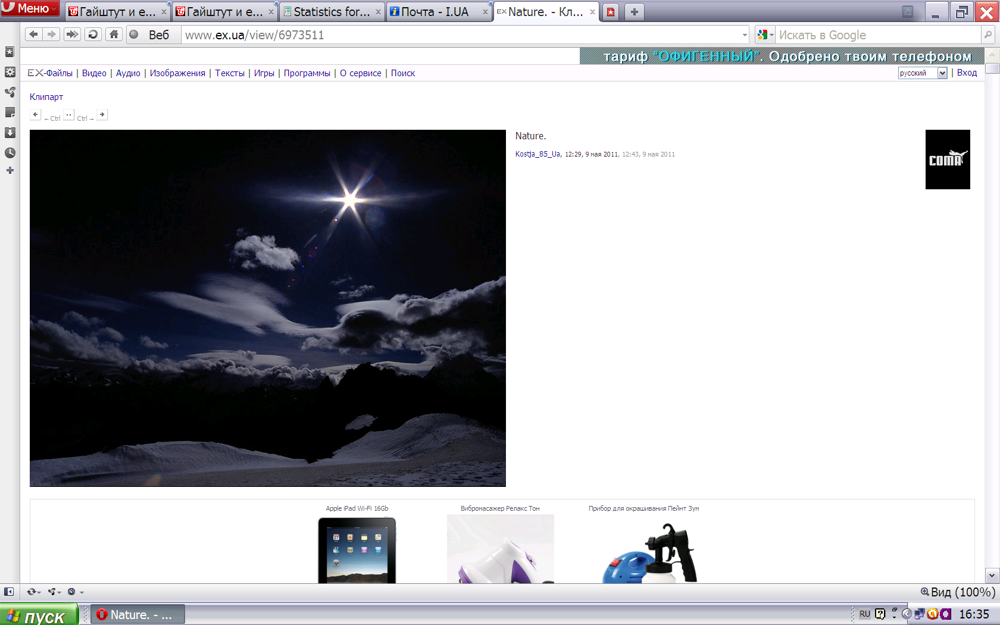 Меню
Гайштут и е...
Гайштут и е...
Statistics for...
Почта - I.UA
EX Nature. - Кл...
Веб
www.ex.ua/view/6973511
Искать в Google
тариф “ОФИГЕННЫЙ”. Одобрено твоим телефоном
EX-Файлы | Видео | Аудио | Изображения | Тексты | Игры | Программы | О сервисе | Поиск
русский | Вход
Клипарт
←Ctrl .. Ctrl→
Nature.
Kostja_85_Ua, 12:29, 9 мая 2011, 12:43, 9 мая 2011
COMA
Apple iPad Wi-Fi 16Gb
Вибромасажер Релакс Тон
Прибор для окрашивания Пейнт Зум
27
Вид (100%)
пуск
Nature. - ...
RU
16:35